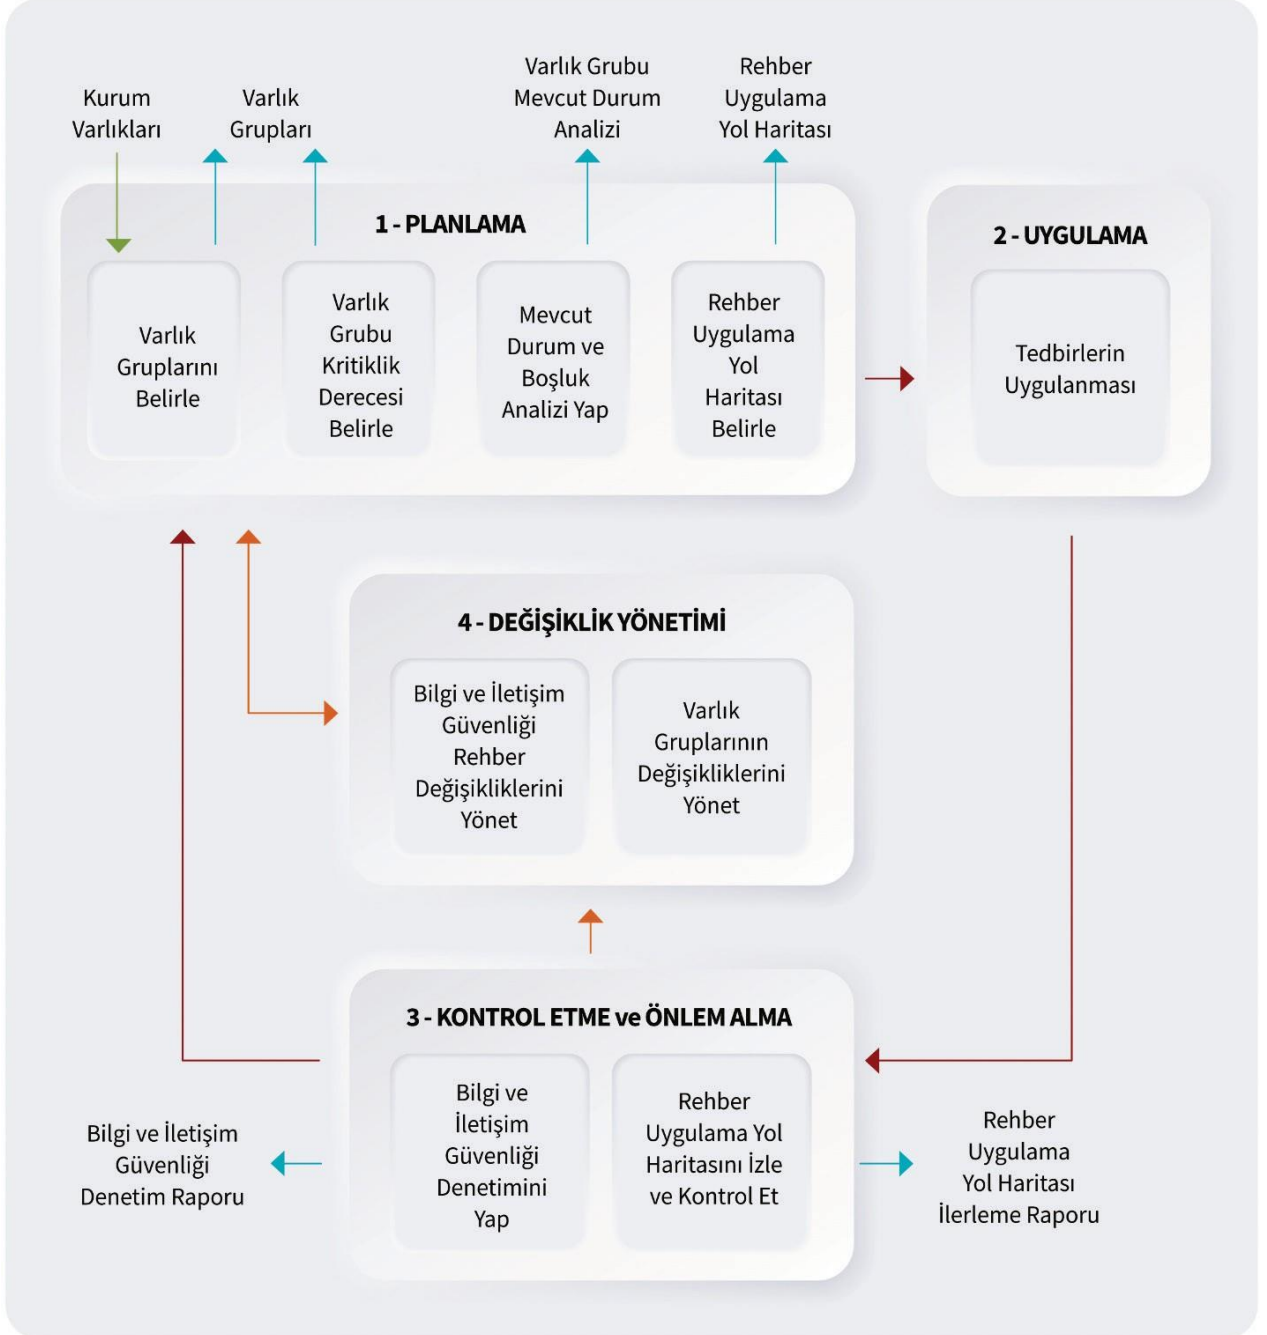 Kurum
Varlıkları
Varlık
Grupları
Varlık Grubu
Mevcut Durum
Analizi
Rehber
Uygulama
Yol Haritası
1 - PLANLAMA
Varlık
Gruplarını
Belirle
Varlık
Grubu
Kritiklik
Derecesi
Belirle
Mevcut
Durum ve
Boşluk
Analizi Yap
Rehber
Uygulama
Yol
Haritası
Belirle
2 - UYGULAMA
Tedbirlerin
Uygulanması
4 - DEĞİŞİKLİK YÖNETİMİ
Bilgi ve İletişim
Güvenliği
Rehber
Değişikliklerini
Yönet
Varlık
Gruplarının
Değişikliklerini
Yönet
3 - KONTROL ETME ve ÖNLEM ALMA
Bilgi ve
İletişim
Güvenliği
Denetimini
Yap
Rehber
Uygulama Yol
Haritasını İzle
ve Kontrol Et
Bilgi ve İletişim
Güvenliği
Denetim Raporu
Rehber
Uygulama
Yol Haritası
İlerleme Raporu